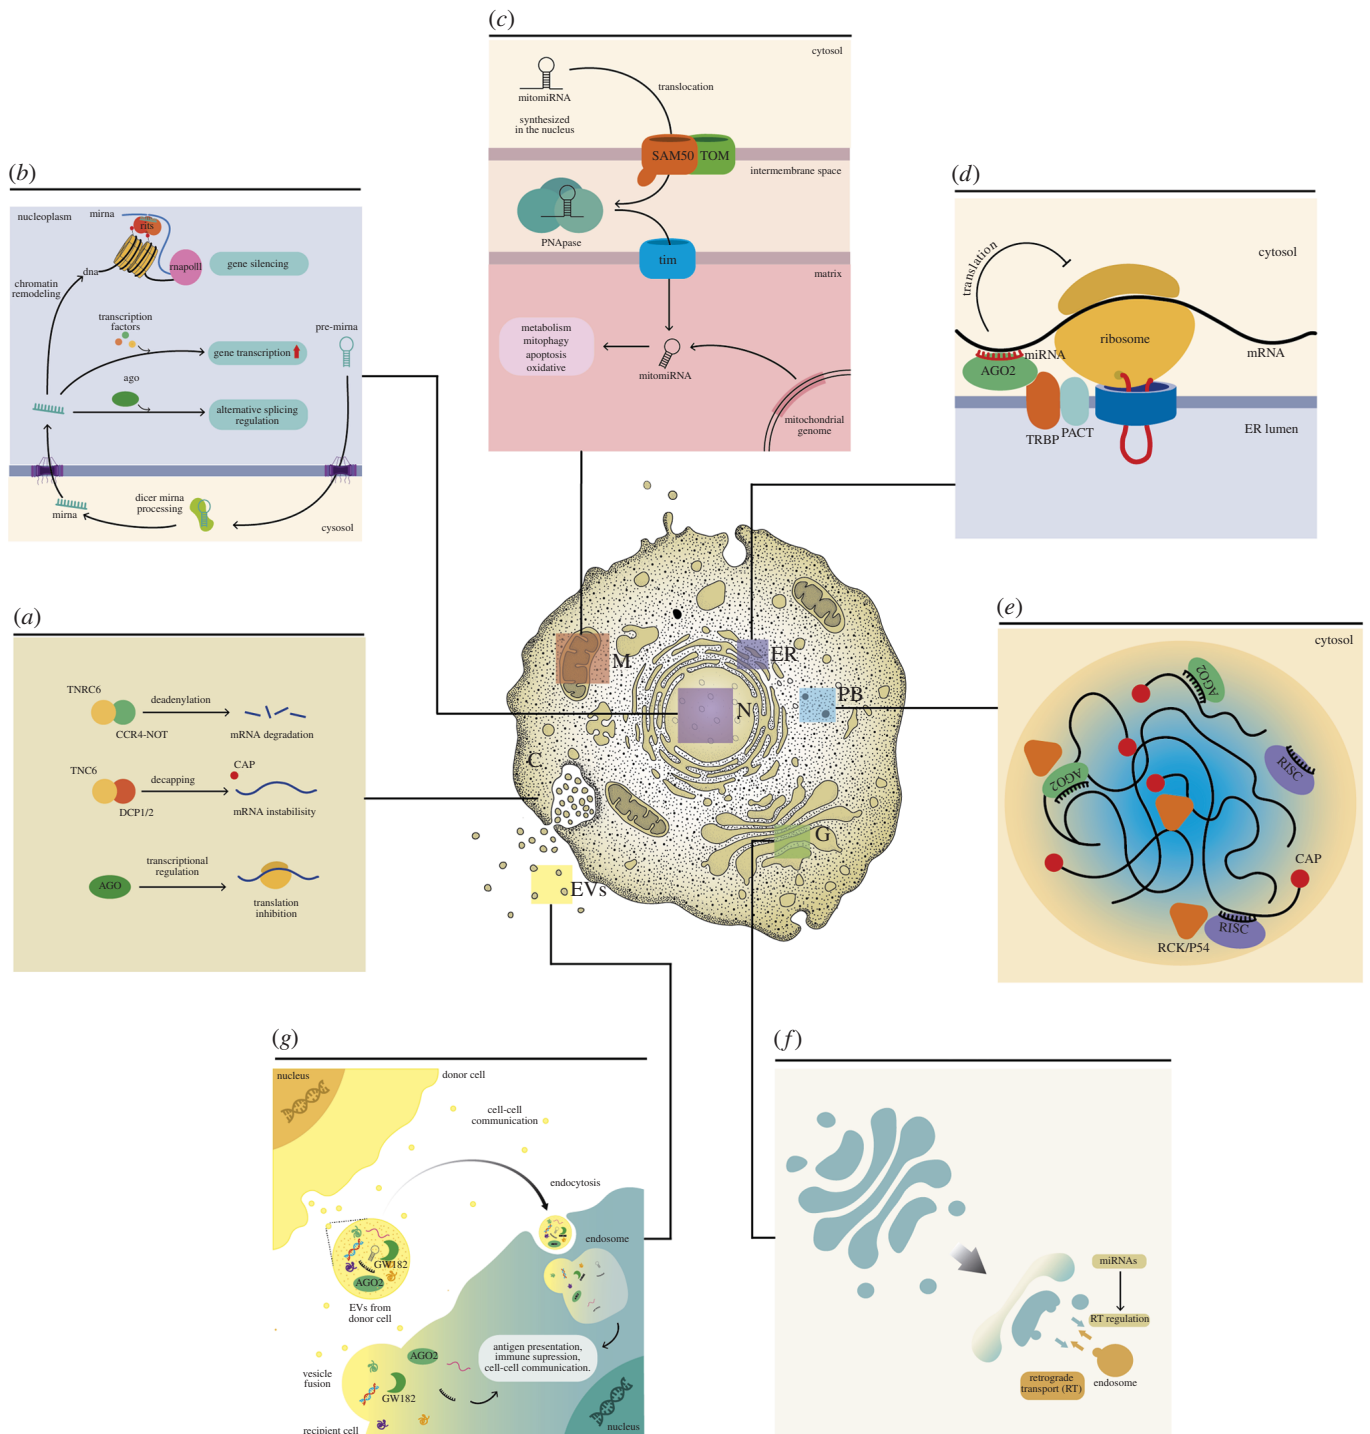 (c)
cytosol
mitomiRNA
translocation
synthesized
in the nucleus
SAM50
TOM
intermembrane space
PNApase
tim
matrix
metabolism
mitophagy
apoptosis
oxidative
mitomiRNA
mitochondrial
genome
(b)
nucleoplasm
mirna
rits
dna
rnapolII
gene silencing
chromatin
remodeling
transcription
factors
pre-mirna
gene transcription
ago
alternative splicing
regulation
dicer mirna
processing
mirna
cysosol
(d)
translation
cytosol
ribosome
miRNA
mRNA
AGO2
TRBP
PACT
ER lumen
(a)
TNRC6
deadenylation
CCR4-NOT
mRNA degradation
TNC6
decapping
CAP
DCP1/2
mRNA instabilisity
transcriptional
regulation
AGO
translation
inhibition
M
ER
N
PB
C
G
EVs
(e)
cytosol
AGO2
AGO2
RISC
CAP
RISC
RCK/P54
(g)
nucleus
donor cell
cell-cell
communication
endocytosis
endosome
GW182
AGO2
EVs from
donor cell
antigen presentation,
immune supression,
cell-cell communication.
AGO2
vesicle
fusion
GW182
recipient cell
nucleus
(f)
miRNAs
RT regulation
retrograde
transport (RT)
endosome